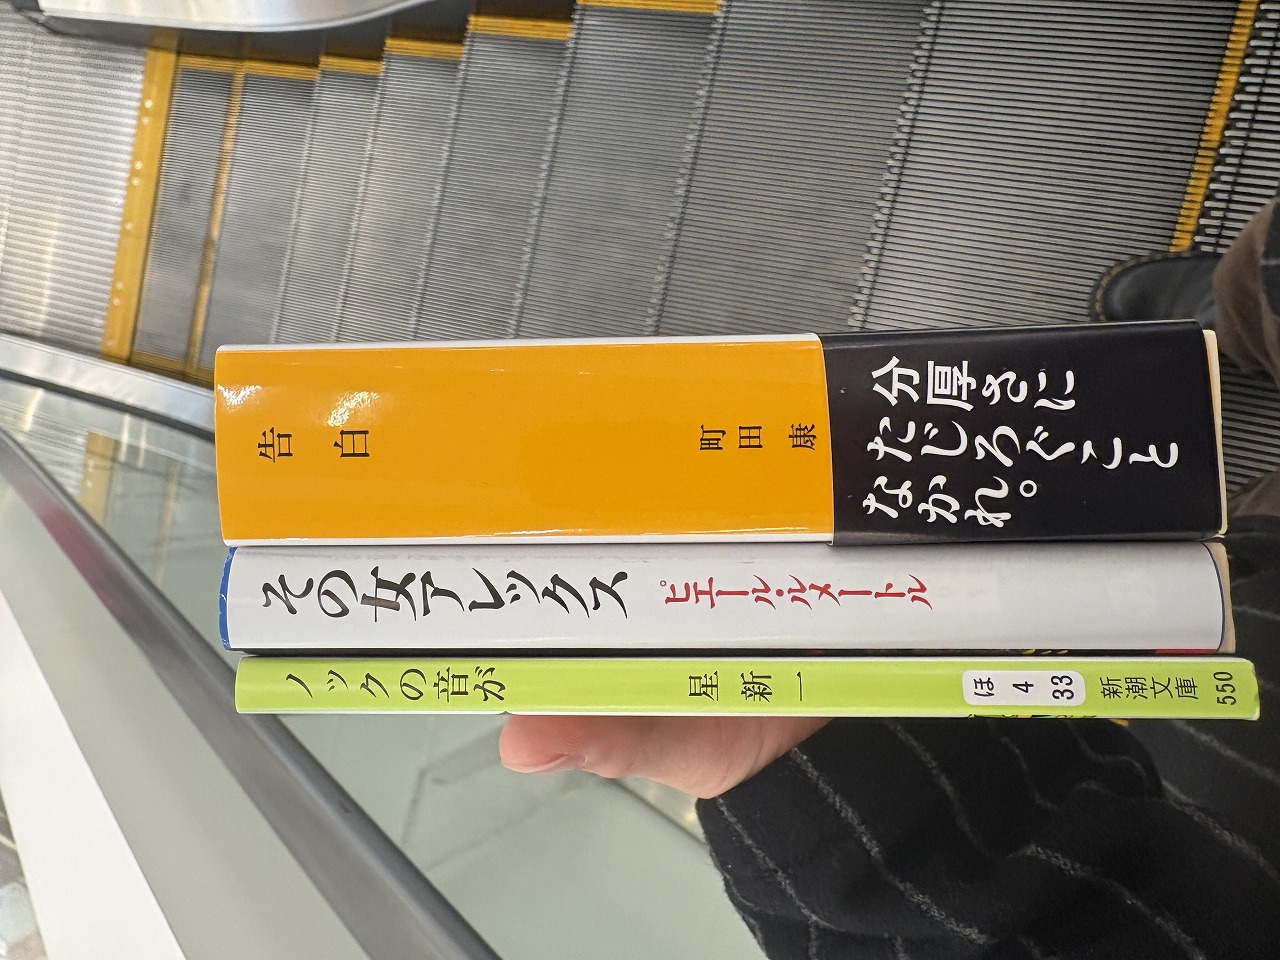 告白
町田康
分厚さに
たじろぐこと
なかれ。
その女アレックス
ピエール・ルメートル
ノックの音が
星新一
ほ
4
33
新潮文庫
550